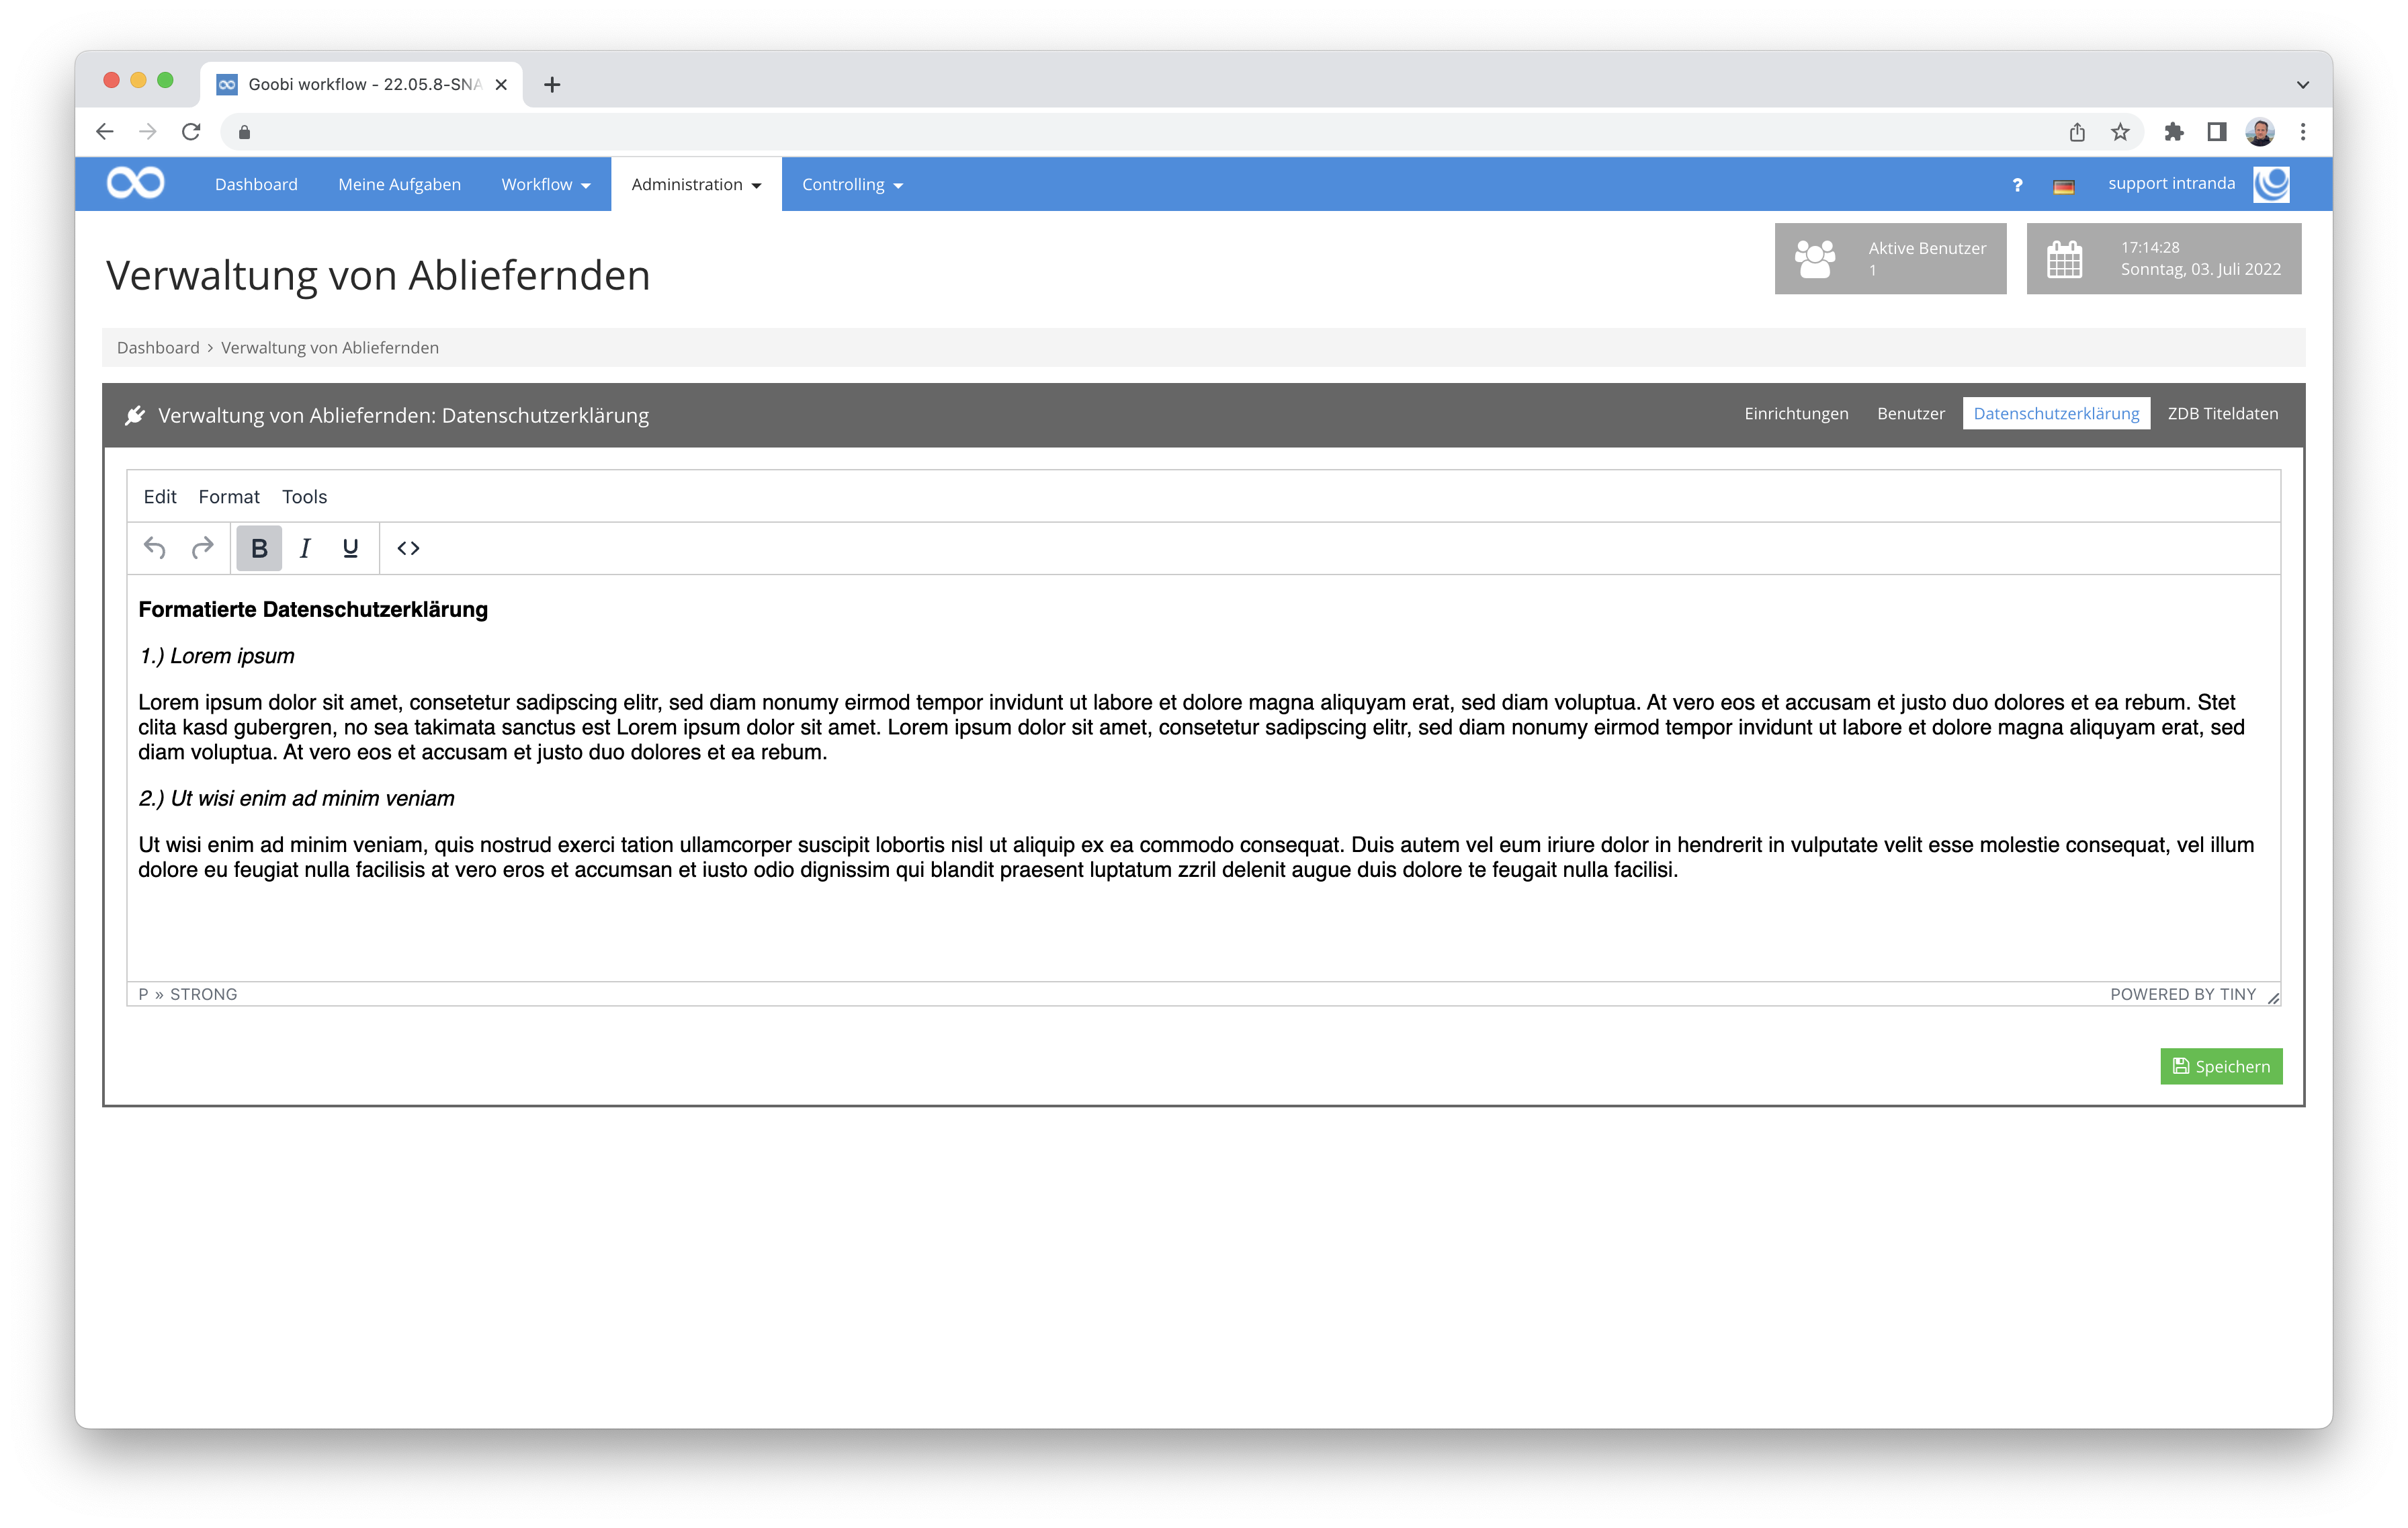 Goobi workflow - 22.05.8-SNA
Dashboard Meine Aufgaben Workflow Administration Controlling ? support intranda
Verwaltung von Abliefernden
Aktive Benutzer
1
17:14:28
Sonntag, 03. Juli 2022
Dashboard › Verwaltung von Abliefernden
Verwaltung von Abliefernden: Datenschutzerklärung
Einrichtungen Benutzer Datenschutzerklärung ZDB Titeldaten
Edit Format Tools
B I U <>
Formatierte Datenschutzerklärung
1.) Lorem ipsum
Lorem ipsum dolor sit amet, consetetur sadipscing elitr, sed diam nonumy eirmod tempor invidunt ut labore et dolore magna aliquyam erat, sed diam voluptua. At vero eos et accusam et justo duo dolores et ea rebum. Stet
clita kasd gubergren, no sea takimata sanctus est Lorem ipsum dolor sit amet. Lorem ipsum dolor sit amet, consetetur sadipscing elitr, sed diam nonumy eirmod tempor invidunt ut labore et dolore magna aliquyam erat, sed
diam voluptua. At vero eos et accusam et justo duo dolores et ea rebum.
2.) Ut wisi enim ad minim veniam
Ut wisi enim ad minim veniam, quis nostrud exerci tation ullamcorper suscipit lobortis nisl ut aliquip ex ea commodo consequat. Duis autem vel eum iriure dolor in hendrerit in vulputate velit esse molestie consequat, vel illum
dolore eu feugiat nulla facilisis at vero eros et accumsan et iusto odio dignissim qui blandit praesent luptatum zzril delenit augue duis dolore te feugait nulla facilisi.
P » STRONG POWERED BY TINY
Speichern